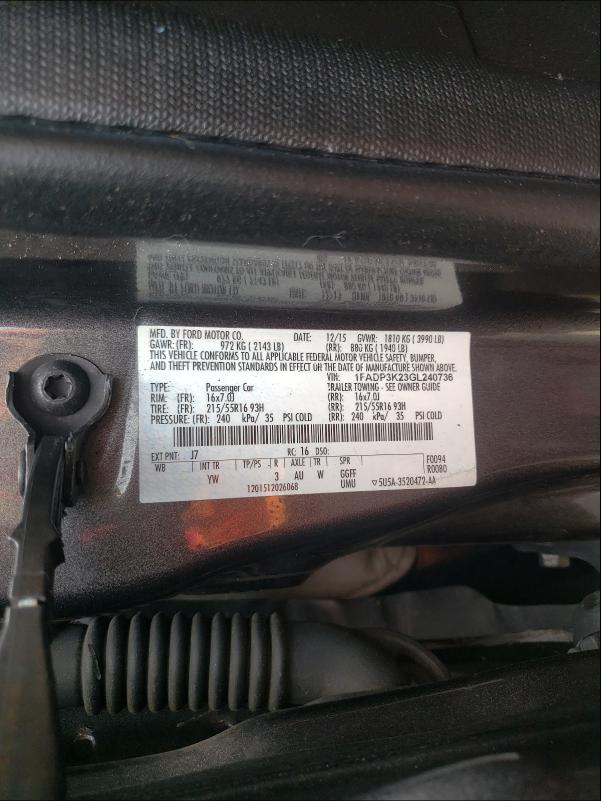 MFD. BY FORD MOTOR CO. DATE: 12/15 GVWR: 1810 KG ( 3990 LB)
GAWR: (FR): 972 KG ( 2143 LB) (RR): 880 KG ( 1940 LB)
THIS VEHICLE CONFORMS TO ALL APPLICABLE FEDERAL MOTOR VEHICLE SAFETY, BUMPER,
AND THEFT PREVENTION STANDARDS IN EFFECT ON THE DATE OF MANUFACTURE SHOWN ABOVE.
VIN: 1FADP3K23GL240736
TYPE: Passenger Car TRAILER TOWING - SEE OWNER GUIDE
RIM: (FR): 16x7.0J (RR): 16x7.0J
TIRE: (FR): 215/55R16 93H (RR): 215/55R16 93H
PRESSURE: (FR): 240 kPa/ 35 PSI COLD (RR): 240 kPa/ 35 PSI COLD
EXT PNT: J7 RC: 16 DSO: F0094
WB INT TR TP/PS R AXLE TR SPR R0080
YW 3 AU W GGFF
1201512026068 UMU ▽ 5U5A-3520472-AA